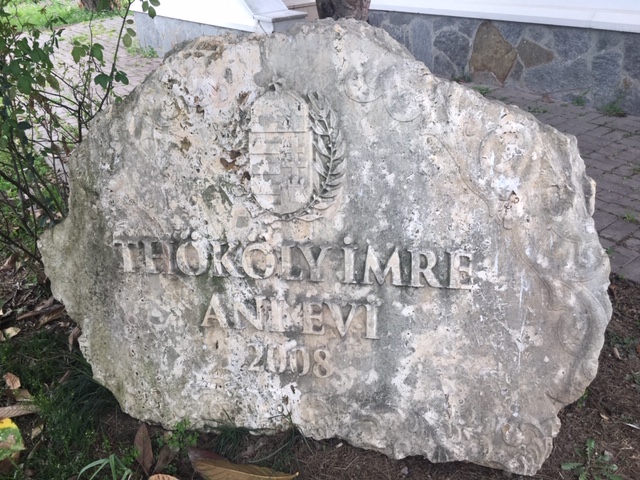 THÖKÖLY İMRE
ANI EVİ
2008